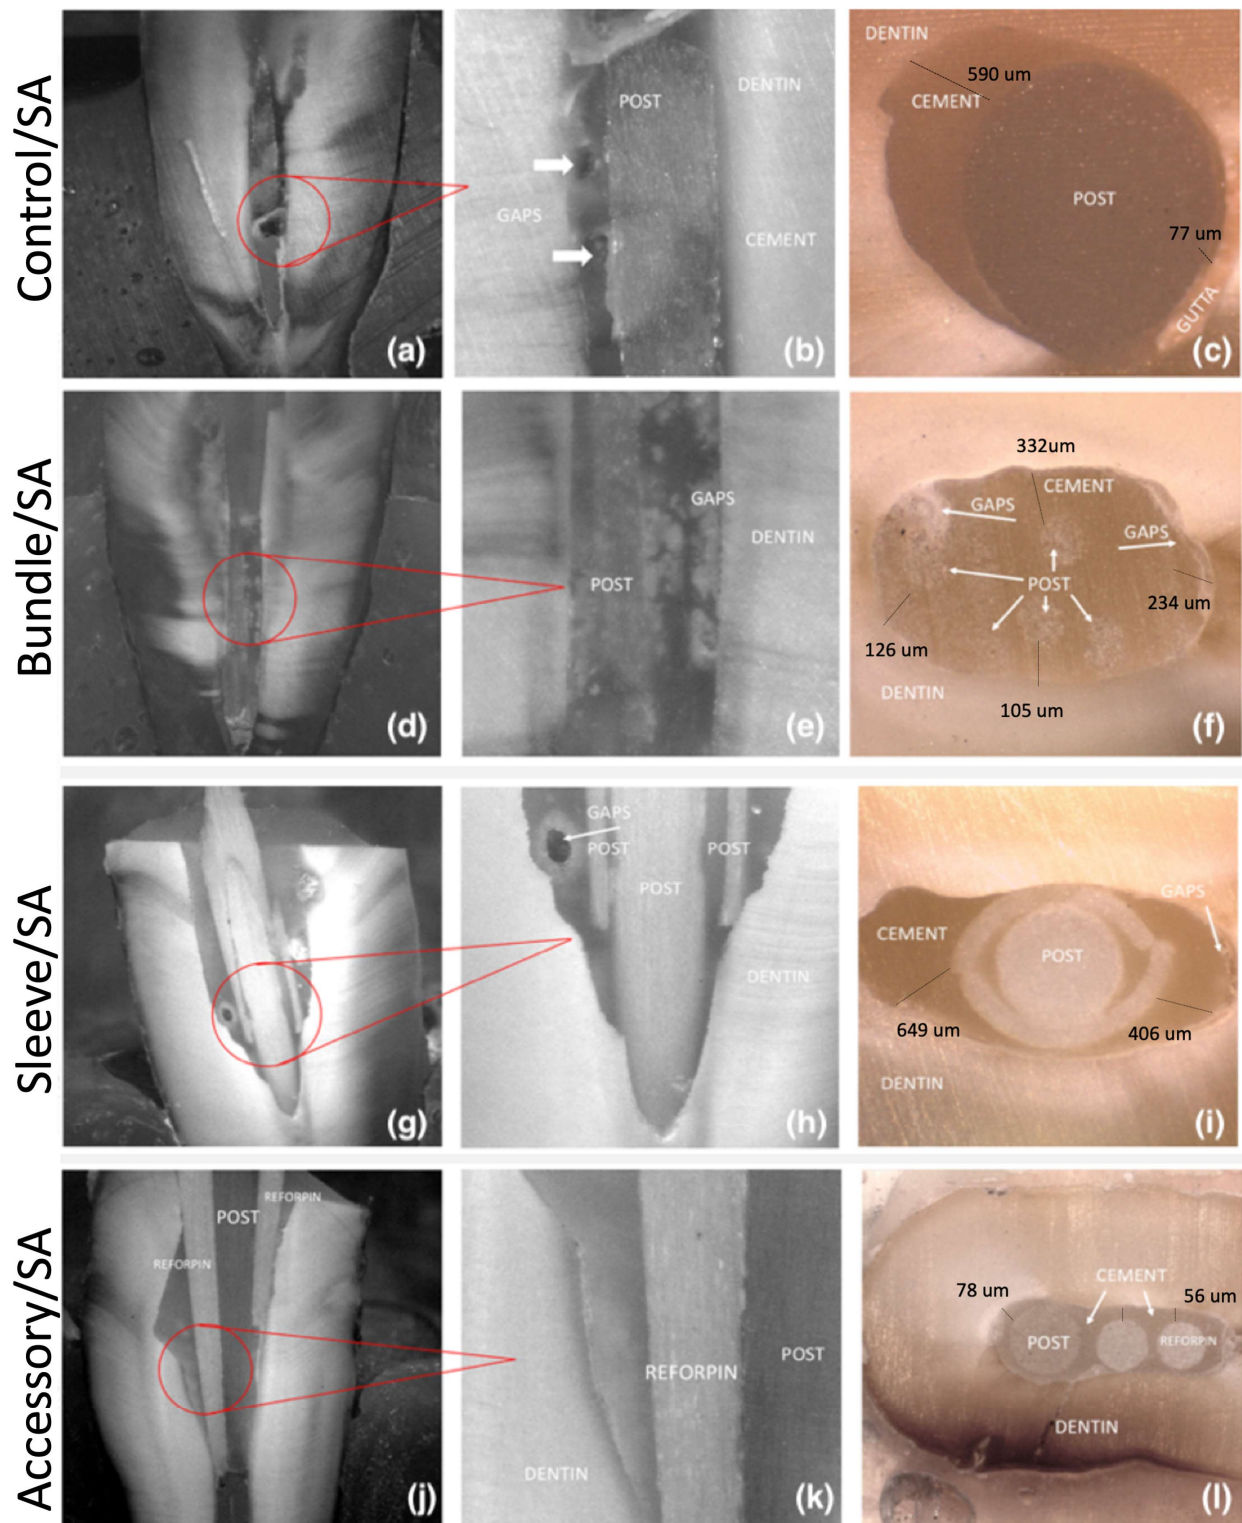 Control/SA
(a)
POST
DENTIN
GAPS
CEMENT
(b)
DENTIN
590 um
CEMENT
POST
77 um
GUTTA
(c)
Bundle/SA
(d)
GAPS
DENTIN
POST
(e)
332um
CEMENT
GAPS
GAPS
POST
234 um
126 um
DENTIN
105 um
(f)
Sleeve/SA
(g)
GAPS
POST
POST
POST
DENTIN
(h)
GAPS
CEMENT
POST
649 um
406 um
DENTIN
(i)
Accessory/SA
REFORPIN
POST
REFORPIN
(j)
POST
REFORPIN
DENTIN
(k)
CEMENT
78 um
56 um
POST
REFORPIN
DENTIN
(l)